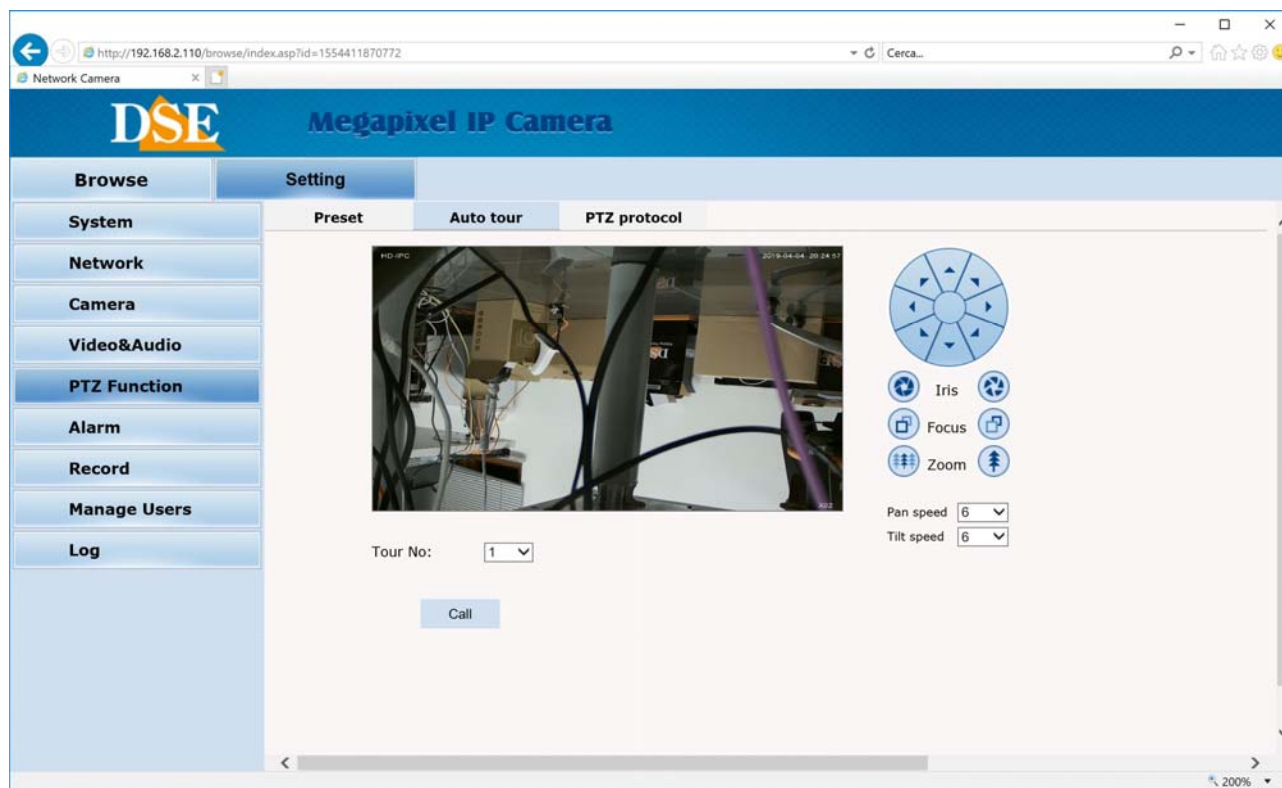 http://192.168.2.110/browse/index.asp?id=1554411870772
Cerca...
Network Camera
DSE
Megapixel IP Camera
Browse
Setting
System
Network
Camera
Video&Audio
PTZ Function
Alarm
Record
Manage Users
Log
Preset
Auto tour
PTZ protocol
HD-IPC
2019-04-04 20:24:57
X02
Iris
Focus
Zoom
Pan speed 6
Tilt speed 6
Tour No: 1
Call
200%